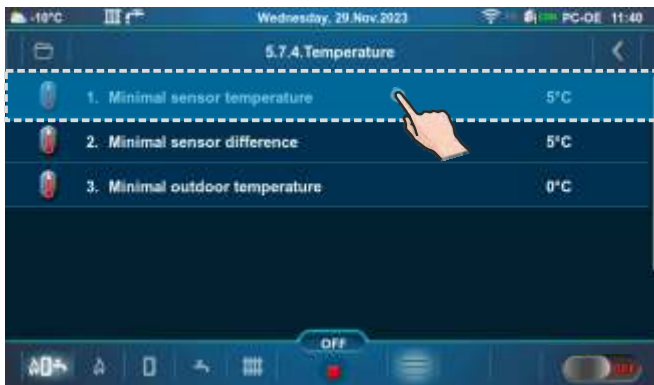 -10°C Wednesday, 29.Nov.2023 PC-OE 11:40
5.7.4.Temperature
1. Minimal sensor temperature 5°C
2. Minimal sensor difference 5°C
3. Minimal outdoor temperature 0°C
OFF
OFF